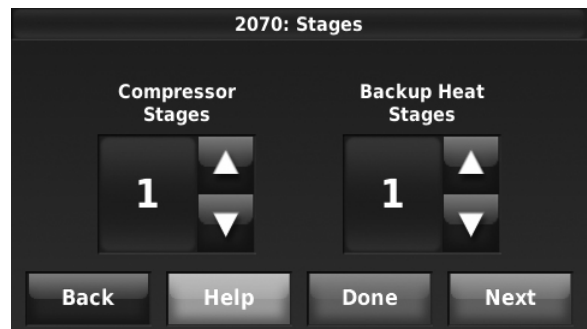 2070: Stages
Compressor
Stages
Backup Heat
Stages
1
1
Back
Help
Done
Next